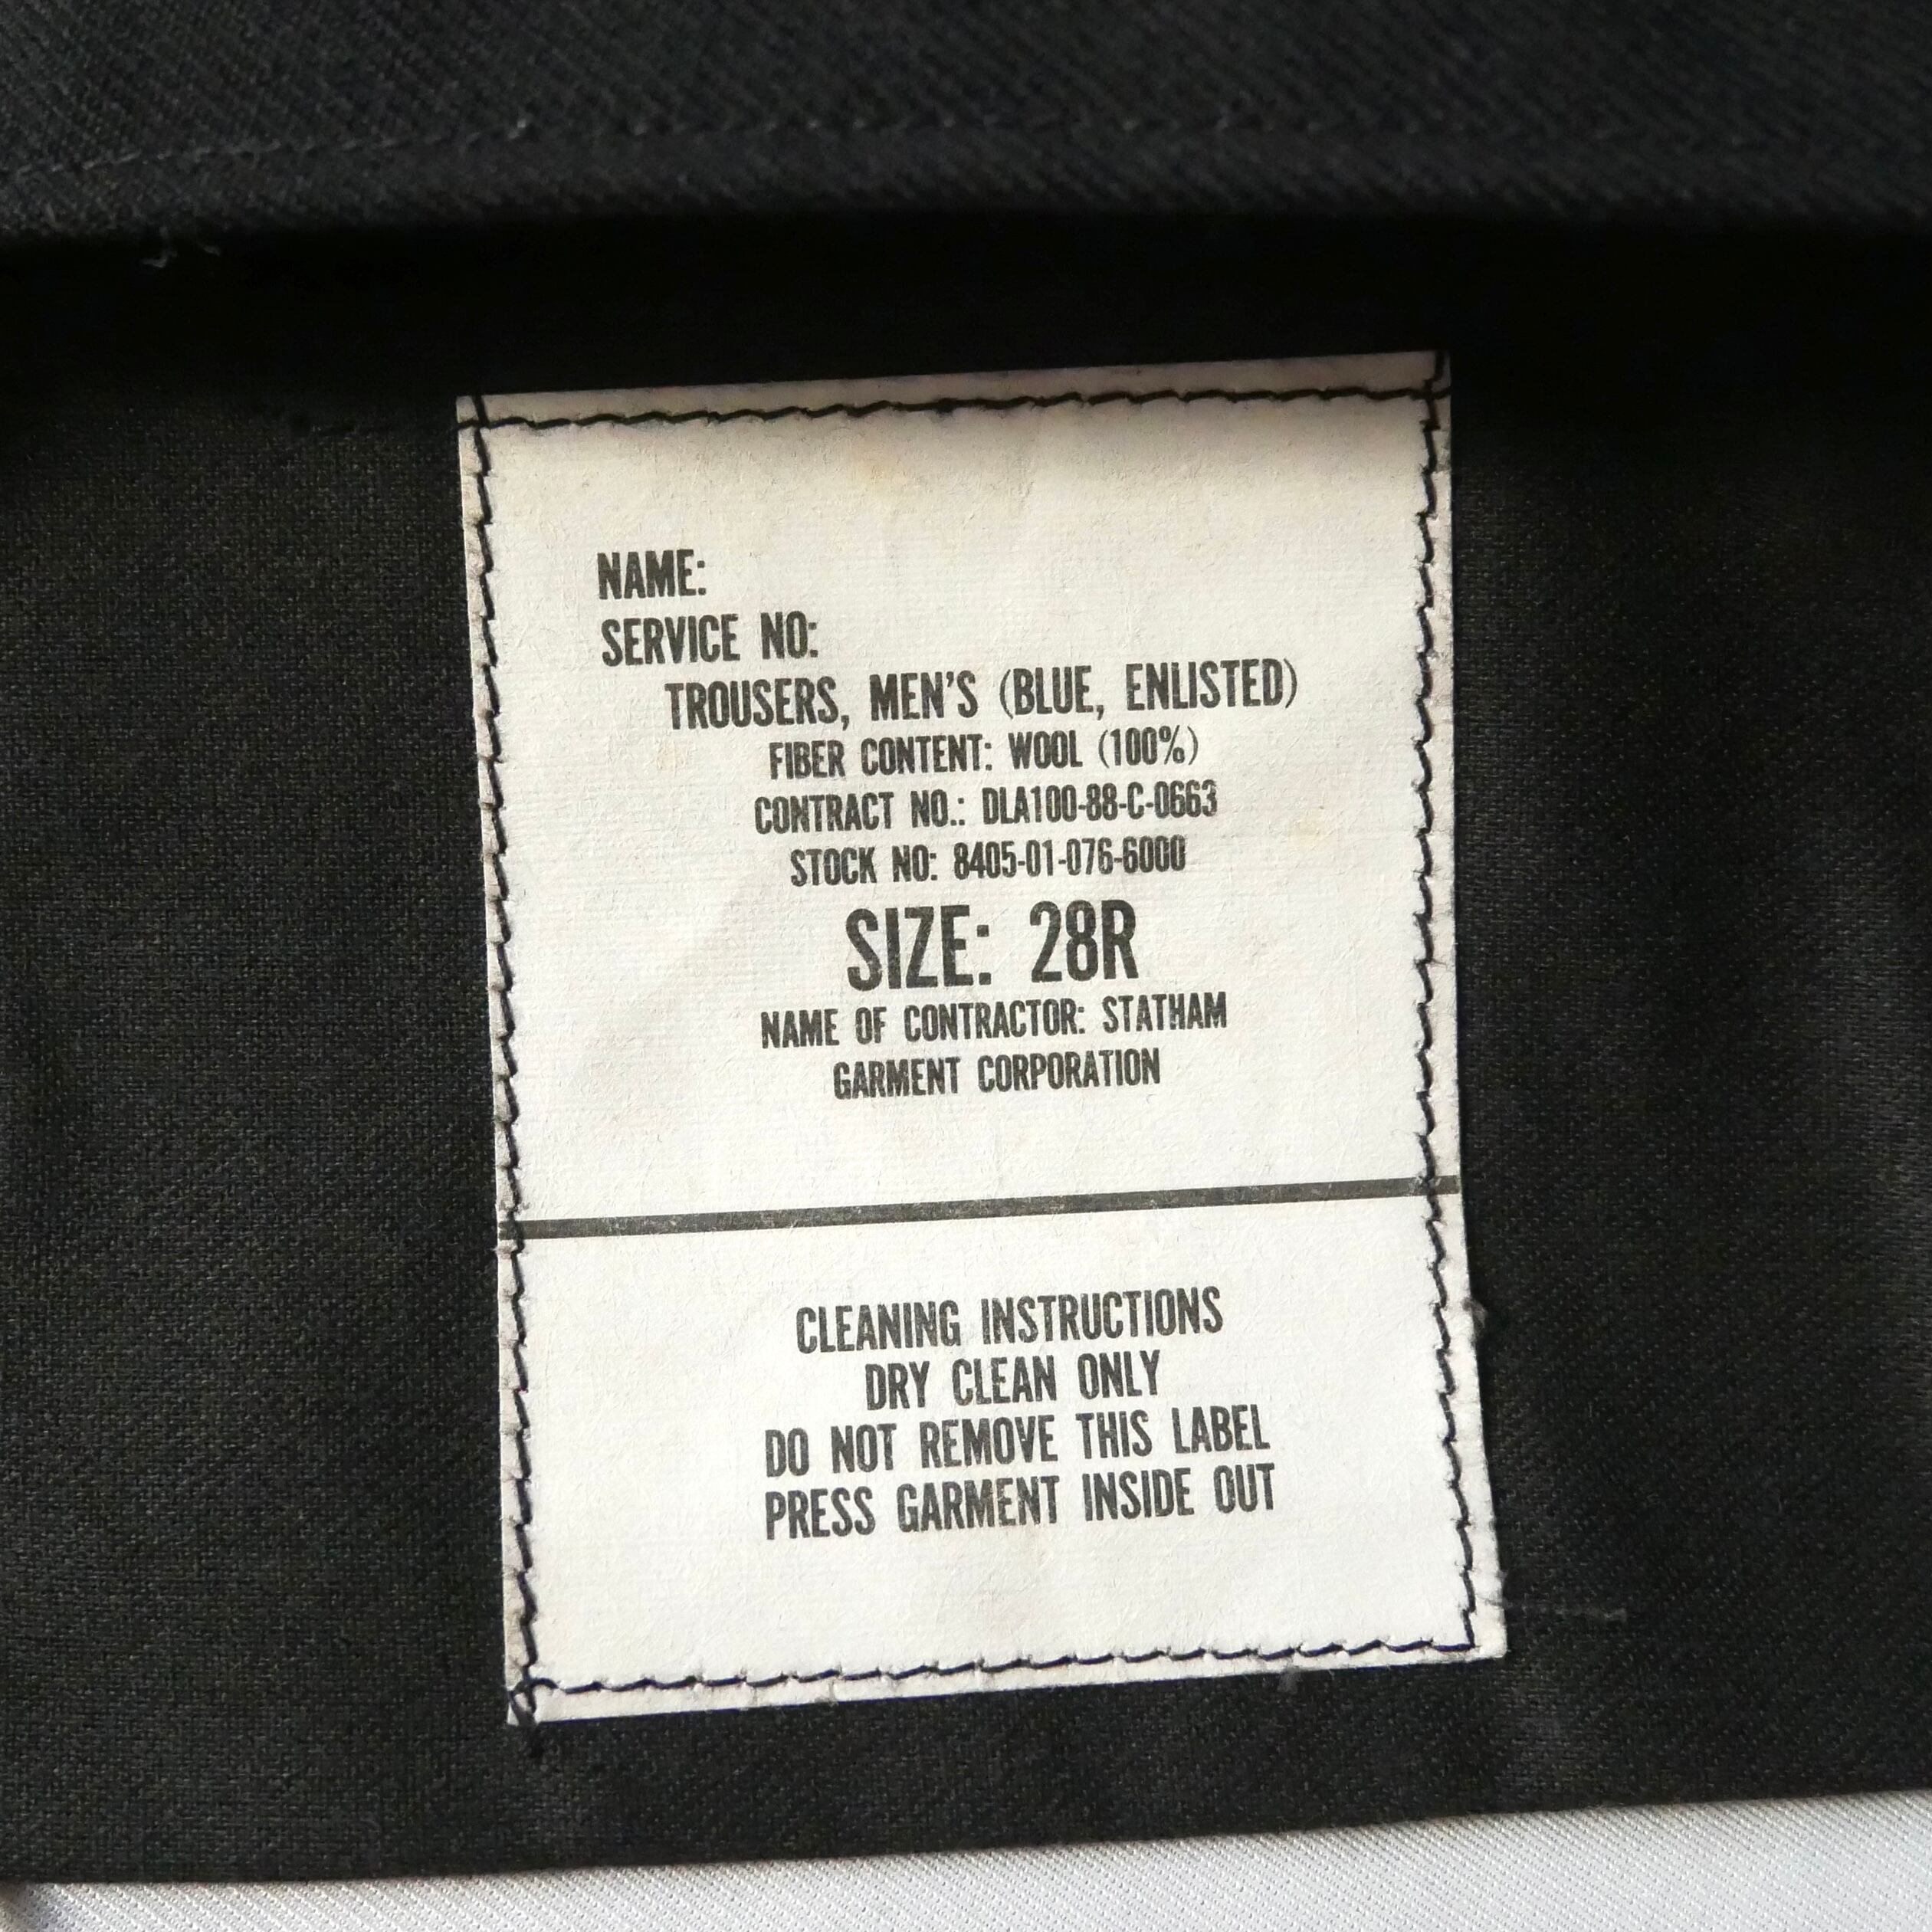 NAME:
SERVICE NO:
TROUSERS, MEN'S (BLUE, ENLISTED)
FIBER CONTENT: WOOL (100%)
CONTRACT NO.: DLA100-88-C-0663
STOCK NO: 8405-01-076-6000
SIZE: 28R
NAME OF CONTRACTOR: STATHAM
GARMENT CORPORATION
CLEANING INSTRUCTIONS
DRY CLEAN ONLY
DO NOT REMOVE THIS LABEL
PRESS GARMENT INSIDE OUT